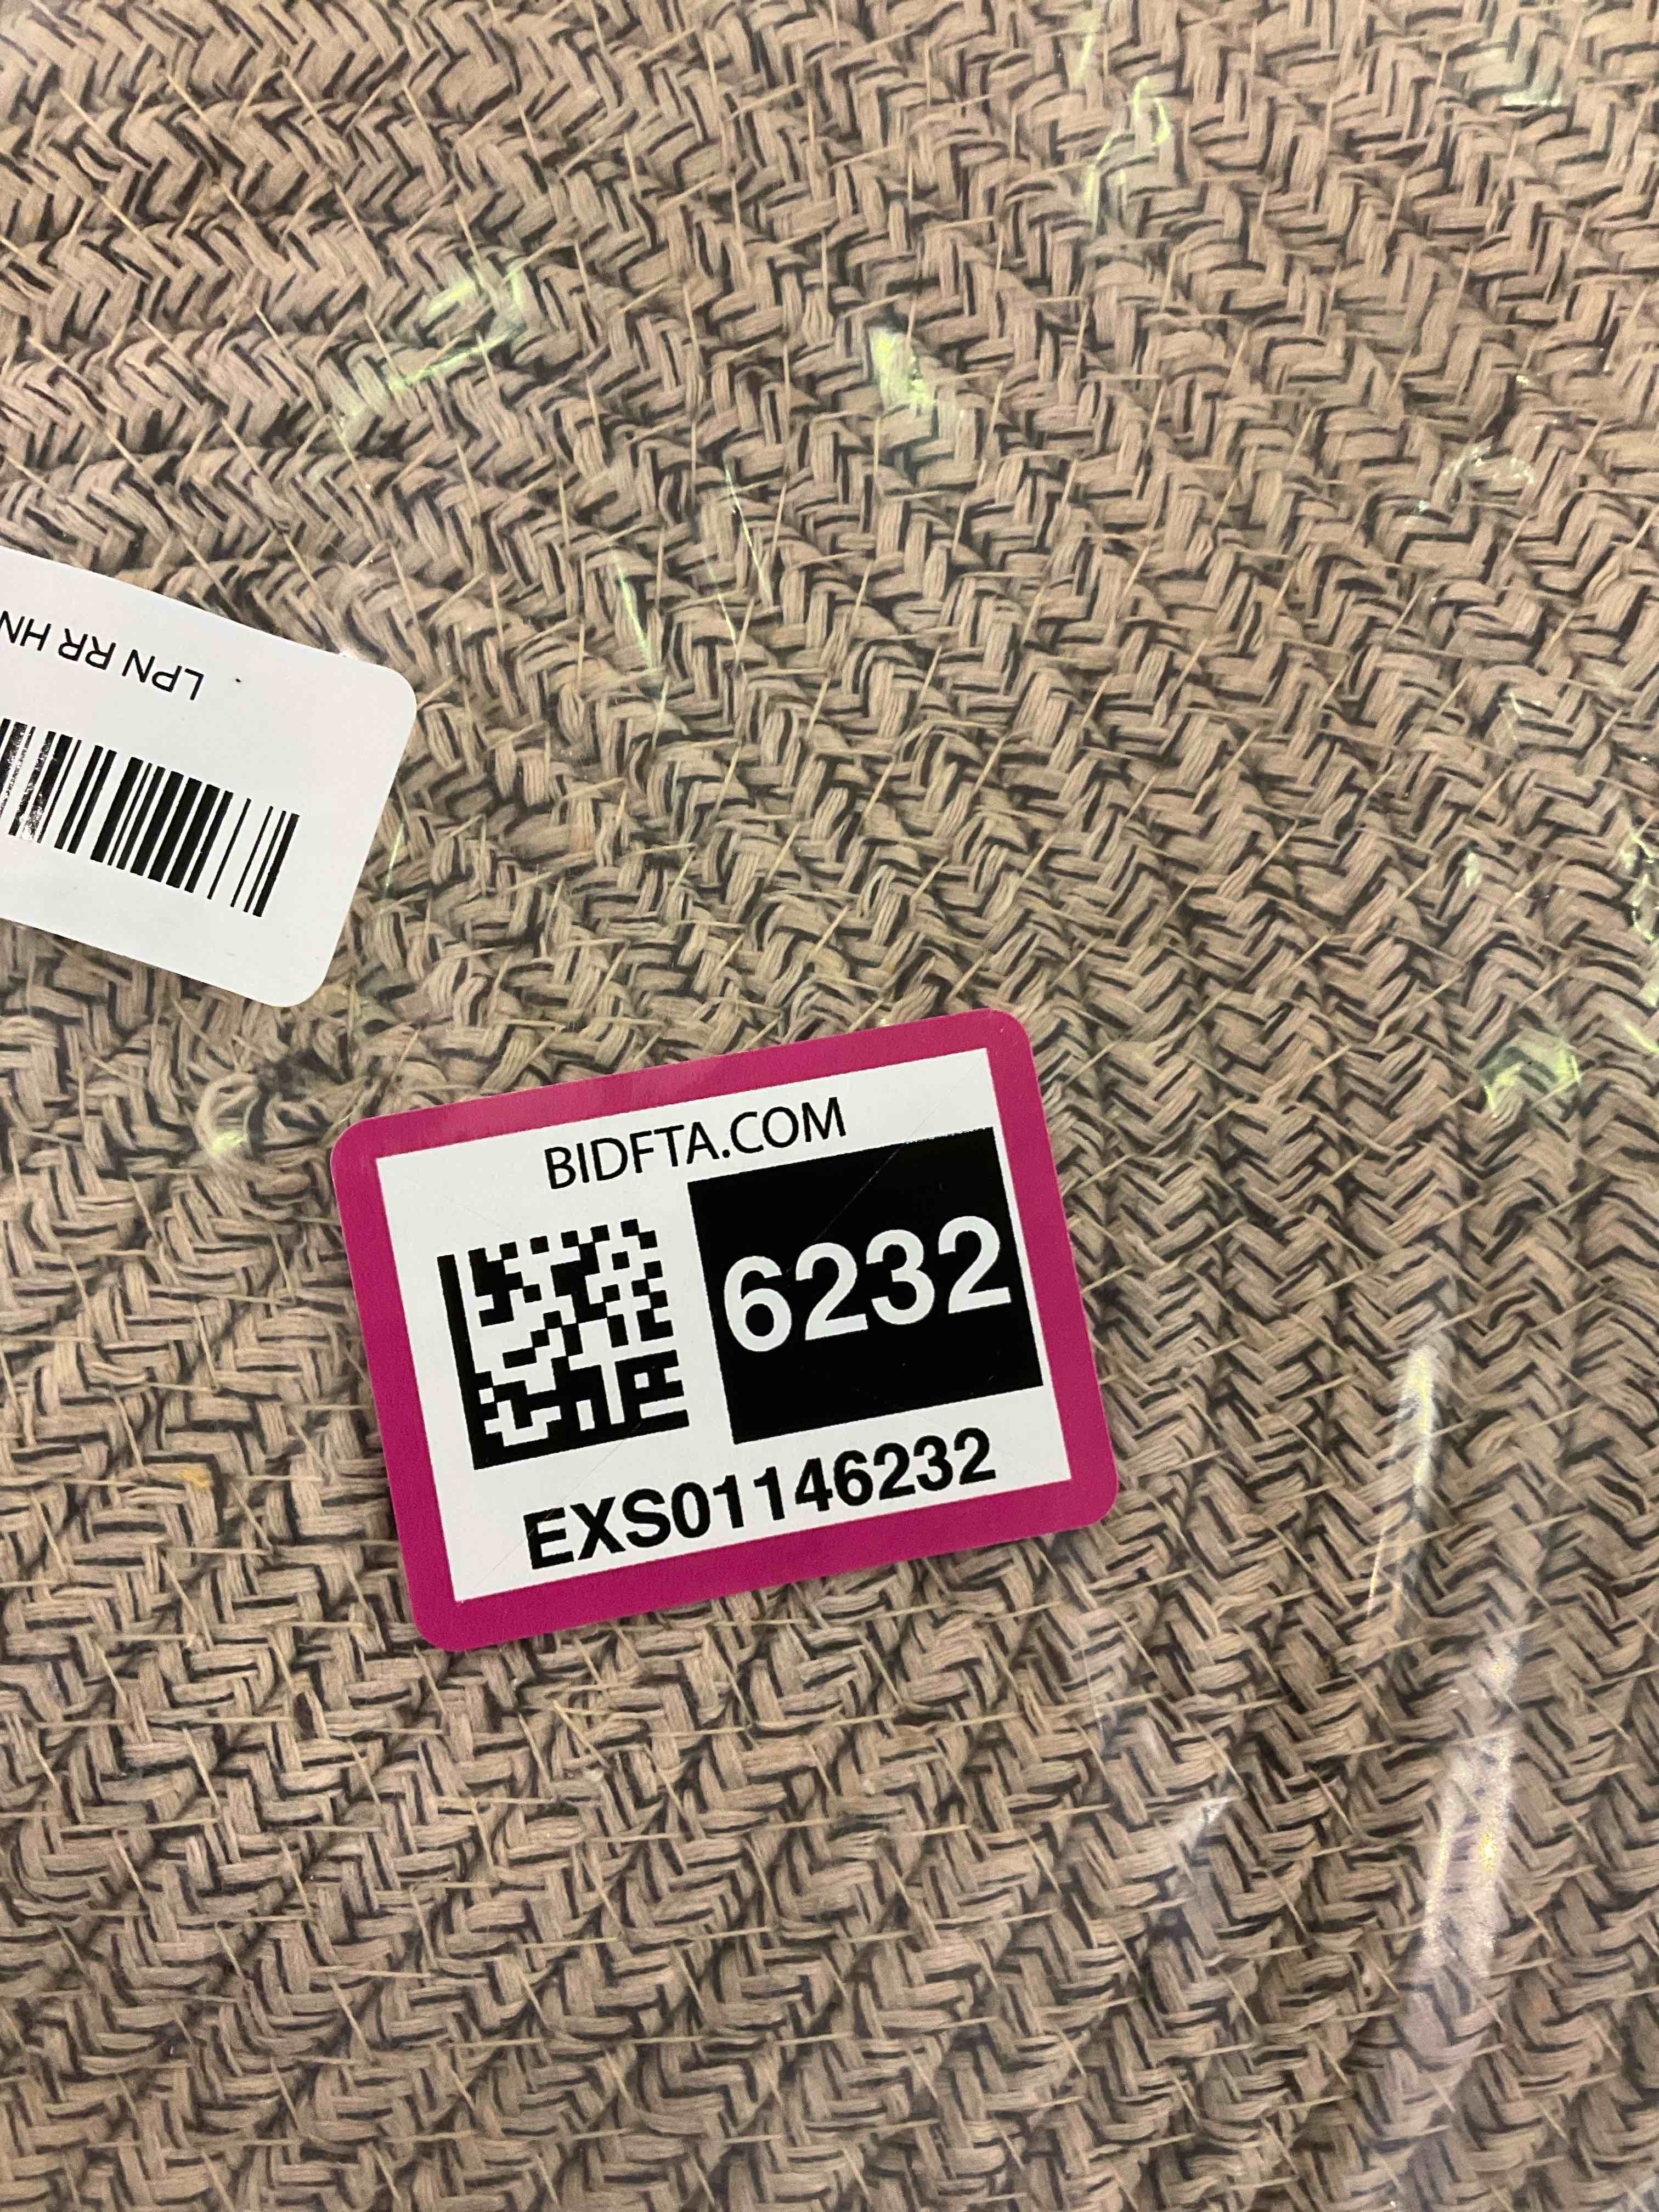 LPN RR HN
BIDFTA.COM
6232
EXS01146232